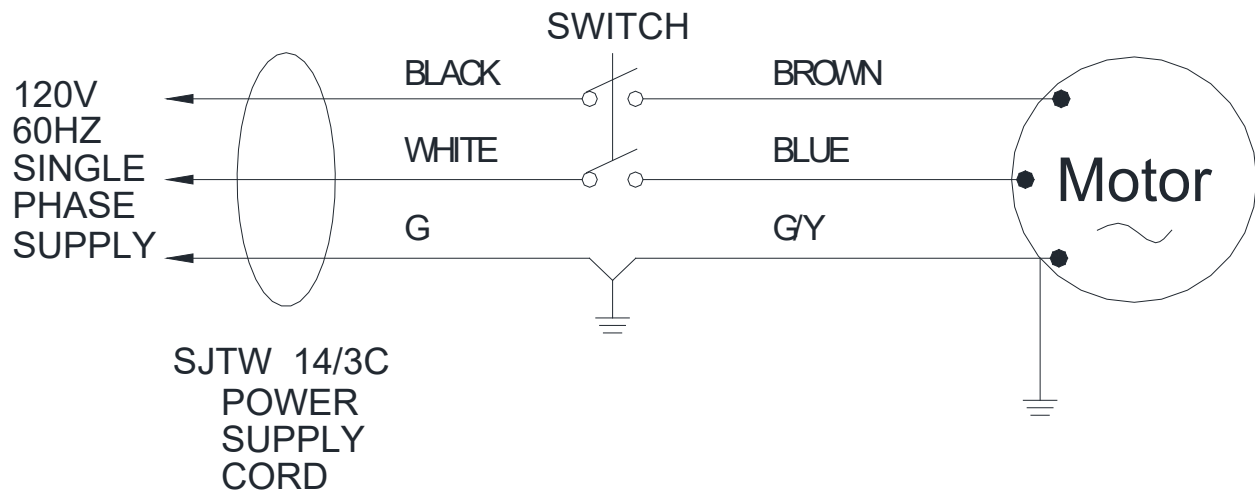 SWITCH
BLACK
BROWN
120V
60HZ
SINGLE
PHASE
SUPPLY
WHITE
BLUE
Motor
G
G/Y
SJTW 14/3C
POWER
SUPPLY
CORD